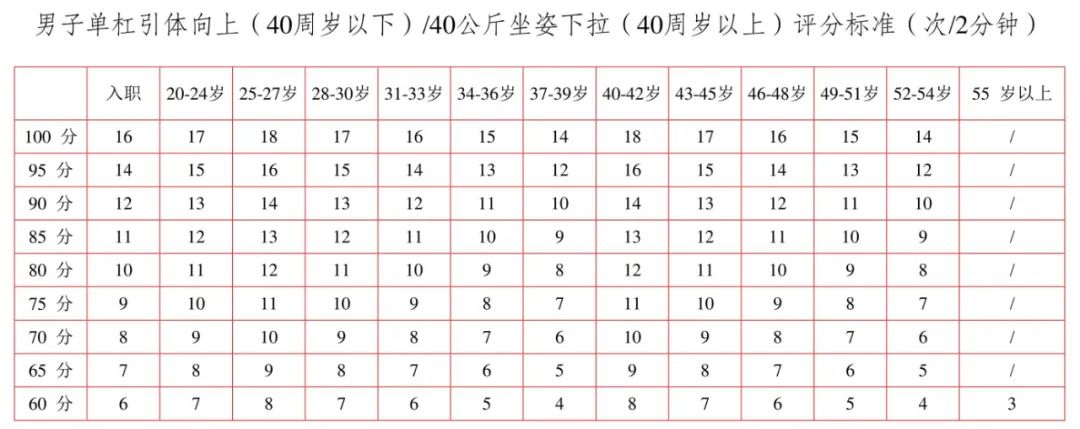 男子单杠引体向上（40周岁以下）/40公斤坐姿下拉（40周岁以上）评分标准（次/2分钟）
入职 20-24岁 25-27岁 28-30岁 31-33岁 34-36岁 37-39岁 40-42岁 43-45岁 46-48岁 49-51岁 52-54岁 55 岁以上
100 分 16 17 18 17 16 15 14 18 17 16 15 14 /
95 分 14 15 16 15 14 13 12 16 15 14 13 12 /
90 分 12 13 14 13 12 11 10 14 13 12 11 10 /
85 分 11 12 13 12 11 10 9 13 12 11 10 9 /
80 分 10 11 12 11 10 9 8 12 11 10 9 8 /
75 分 9 10 11 10 9 8 7 11 10 9 8 7 /
70 分 8 9 10 9 8 7 6 10 9 8 7 6 /
65 分 7 8 9 8 7 6 5 9 8 7 6 5 /
60 分 6 7 8 7 6 5 4 8 7 6 5 4 3